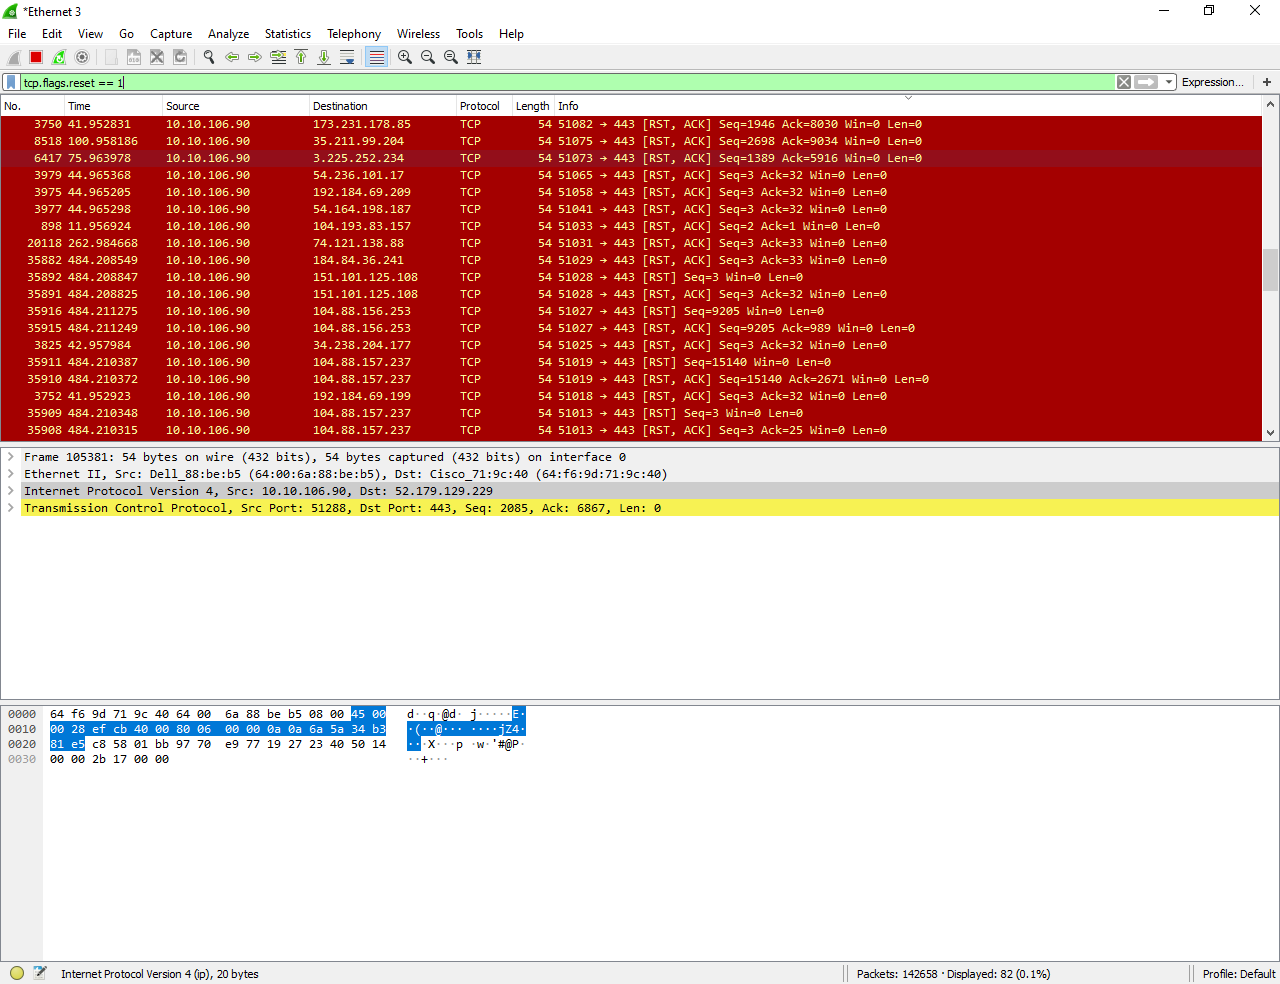 *Ethernet 3
File Edit View Go Capture Analyze Statistics Telephony Wireless Tools Help
tcp.flags.reset == 1 Expression... +
No. Time Source Destination Protocol Length Info
3750 41.952831 10.10.106.90 173.231.178.85 TCP 54 51082 → 443 [RST, ACK] Seq=1946 Ack=8030 Win=0 Len=0
8518 100.958186 10.10.106.90 35.211.99.204 TCP 54 51075 → 443 [RST, ACK] Seq=2698 Ack=9034 Win=0 Len=0
6417 75.963978 10.10.106.90 3.225.252.234 TCP 54 51073 → 443 [RST, ACK] Seq=1389 Ack=5916 Win=0 Len=0
3979 44.965368 10.10.106.90 54.236.101.17 TCP 54 51065 → 443 [RST, ACK] Seq=3 Ack=32 Win=0 Len=0
3975 44.965205 10.10.106.90 192.184.69.209 TCP 54 51058 → 443 [RST, ACK] Seq=3 Ack=32 Win=0 Len=0
3977 44.965298 10.10.106.90 54.164.198.187 TCP 54 51041 → 443 [RST, ACK] Seq=3 Ack=32 Win=0 Len=0
898 11.956924 10.10.106.90 104.193.83.157 TCP 54 51033 → 443 [RST, ACK] Seq=2 Ack=1 Win=0 Len=0
20118 262.984668 10.10.106.90 74.121.138.88 TCP 54 51031 → 443 [RST, ACK] Seq=3 Ack=33 Win=0 Len=0
35882 484.208549 10.10.106.90 184.84.36.241 TCP 54 51029 → 443 [RST, ACK] Seq=3 Ack=33 Win=0 Len=0
35892 484.208847 10.10.106.90 151.101.125.108 TCP 54 51028 → 443 [RST] Seq=3 Win=0 Len=0
35891 484.208825 10.10.106.90 151.101.125.108 TCP 54 51028 → 443 [RST, ACK] Seq=3 Ack=32 Win=0 Len=0
35916 484.211275 10.10.106.90 104.88.156.253 TCP 54 51027 → 443 [RST] Seq=9205 Win=0 Len=0
35915 484.211249 10.10.106.90 104.88.156.253 TCP 54 51027 → 443 [RST, ACK] Seq=9205 Ack=989 Win=0 Len=0
3825 42.957984 10.10.106.90 34.238.204.177 TCP 54 51025 → 443 [RST, ACK] Seq=3 Ack=32 Win=0 Len=0
35911 484.210387 10.10.106.90 104.88.157.237 TCP 54 51019 → 443 [RST] Seq=15140 Win=0 Len=0
35910 484.210372 10.10.106.90 104.88.157.237 TCP 54 51019 → 443 [RST, ACK] Seq=15140 Ack=2671 Win=0 Len=0
3752 41.952923 10.10.106.90 192.184.69.199 TCP 54 51018 → 443 [RST, ACK] Seq=3 Ack=32 Win=0 Len=0
35909 484.210348 10.10.106.90 104.88.157.237 TCP 54 51013 → 443 [RST] Seq=3 Win=0 Len=0
35908 484.210315 10.10.106.90 104.88.157.237 TCP 54 51013 → 443 [RST, ACK] Seq=3 Ack=25 Win=0 Len=0
Frame 105381: 54 bytes on wire (432 bits), 54 bytes captured (432 bits) on interface 0
Ethernet II, Src: Dell_88:be:b5 (64:00:6a:88:be:b5), Dst: Cisco_71:9c:40 (64:f6:9d:71:9c:40)
Internet Protocol Version 4, Src: 10.10.106.90, Dst: 52.179.129.229
Transmission Control Protocol, Src Port: 51288, Dst Port: 443, Seq: 2085, Ack: 6867, Len: 0
0000 64 f6 9d 71 9c 40 64 00 6a 88 be b5 08 00 45 00 d··q·@d· j·····E·
0010 00 28 ef cb 40 00 80 06 00 00 0a 0a 6a 5a 34 b3 ·(··@··· ····jZ4·
0020 81 e5 c8 58 01 bb 97 70 e9 77 19 27 23 40 50 14 ···X···p ·w·'#@P·
0030 00 00 2b 17 00 00 ··+···
Internet Protocol Version 4 (ip), 20 bytes Packets: 142658 · Displayed: 82 (0.1%) Profile: Default